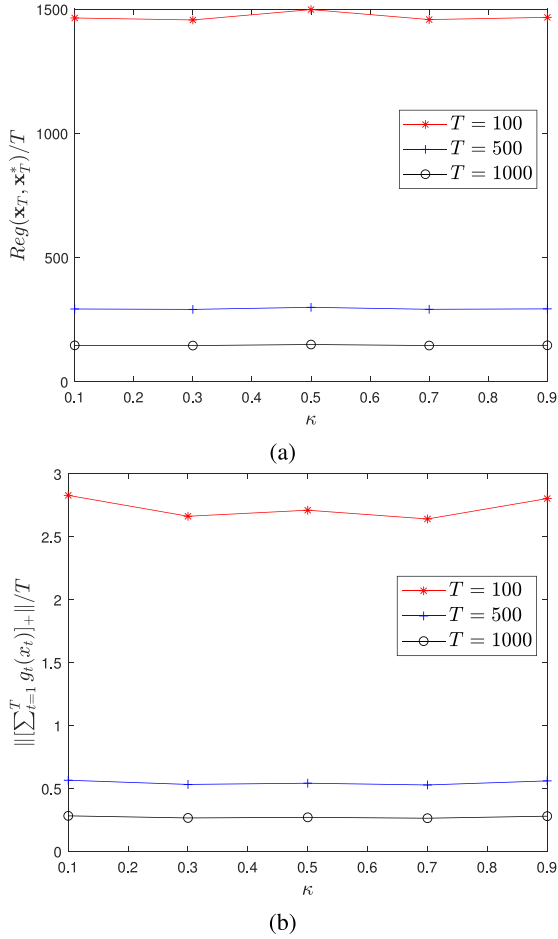 1500
1000
500
0
Reg(𝐱_T, 𝐱*_T)/T
T = 100
T = 500
T = 1000
0.1 0.2 0.3 0.4 0.5 0.6 0.7 0.8 0.9
κ
(a)
3
2.5
2
1.5
1
0.5
0
||[∑^T_{t=1} g_t(x_t)]_+||/T
T = 100
T = 500
T = 1000
0.1 0.2 0.3 0.4 0.5 0.6 0.7 0.8 0.9
κ
(b)